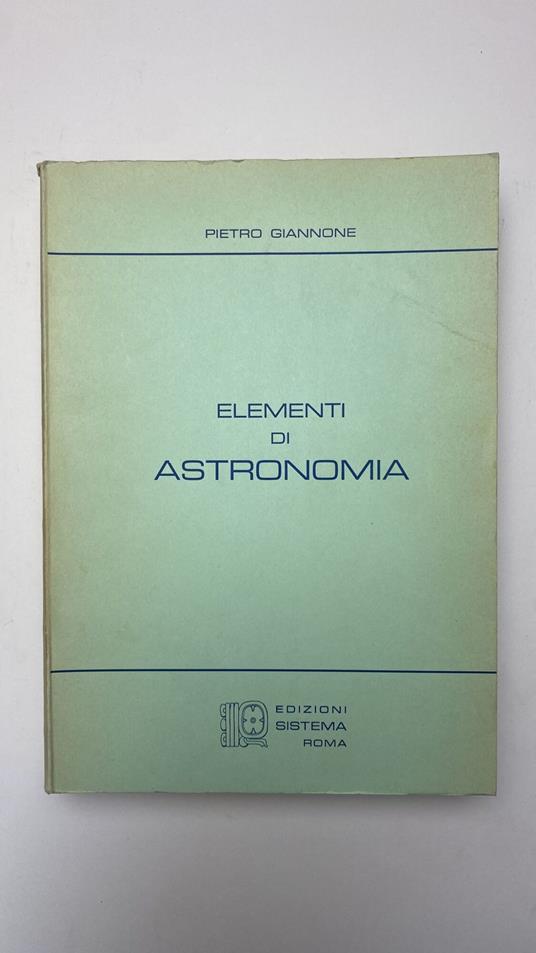 PIETRO GIANNONE
ELEMENTI
DI
ASTRONOMIA
EDIZIONI
SISTEMA
ROMA